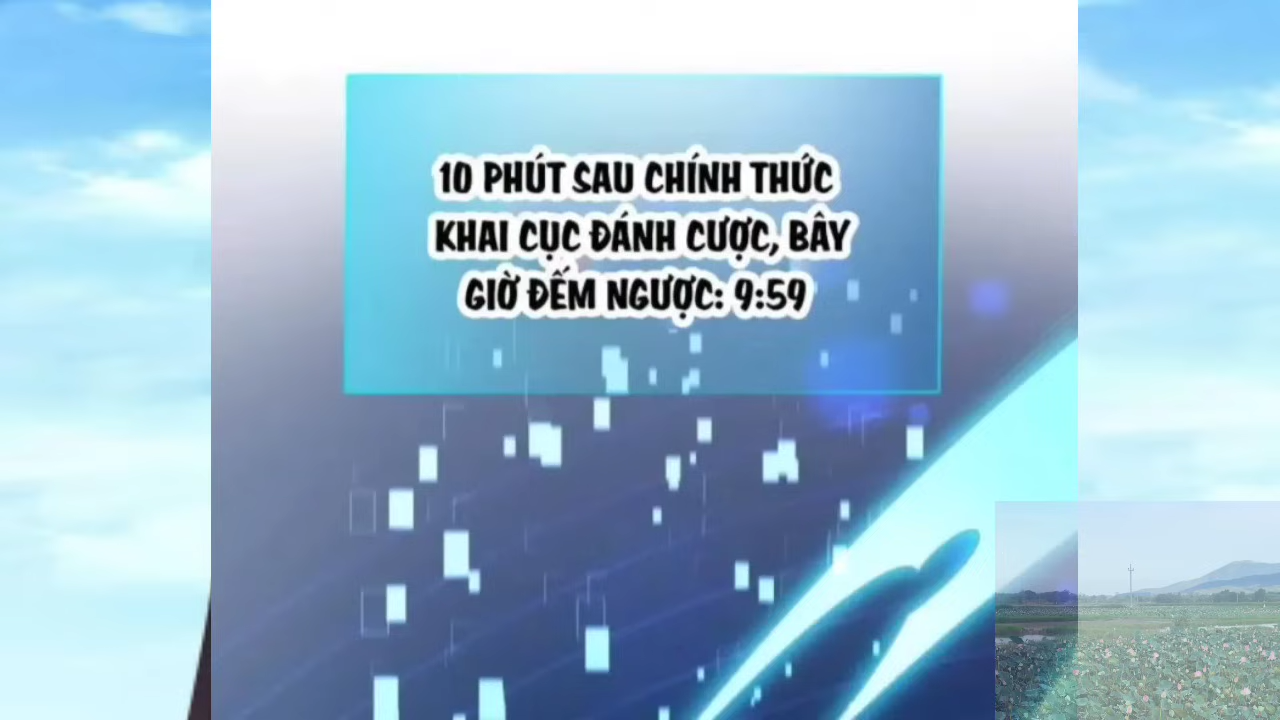 10 PHÚT SAU CHÍNH THỨC
KHAI CỤC ĐÁNH CƯỢC, BÂY
GIỜ ĐẾM NGƯỢC: 9:59